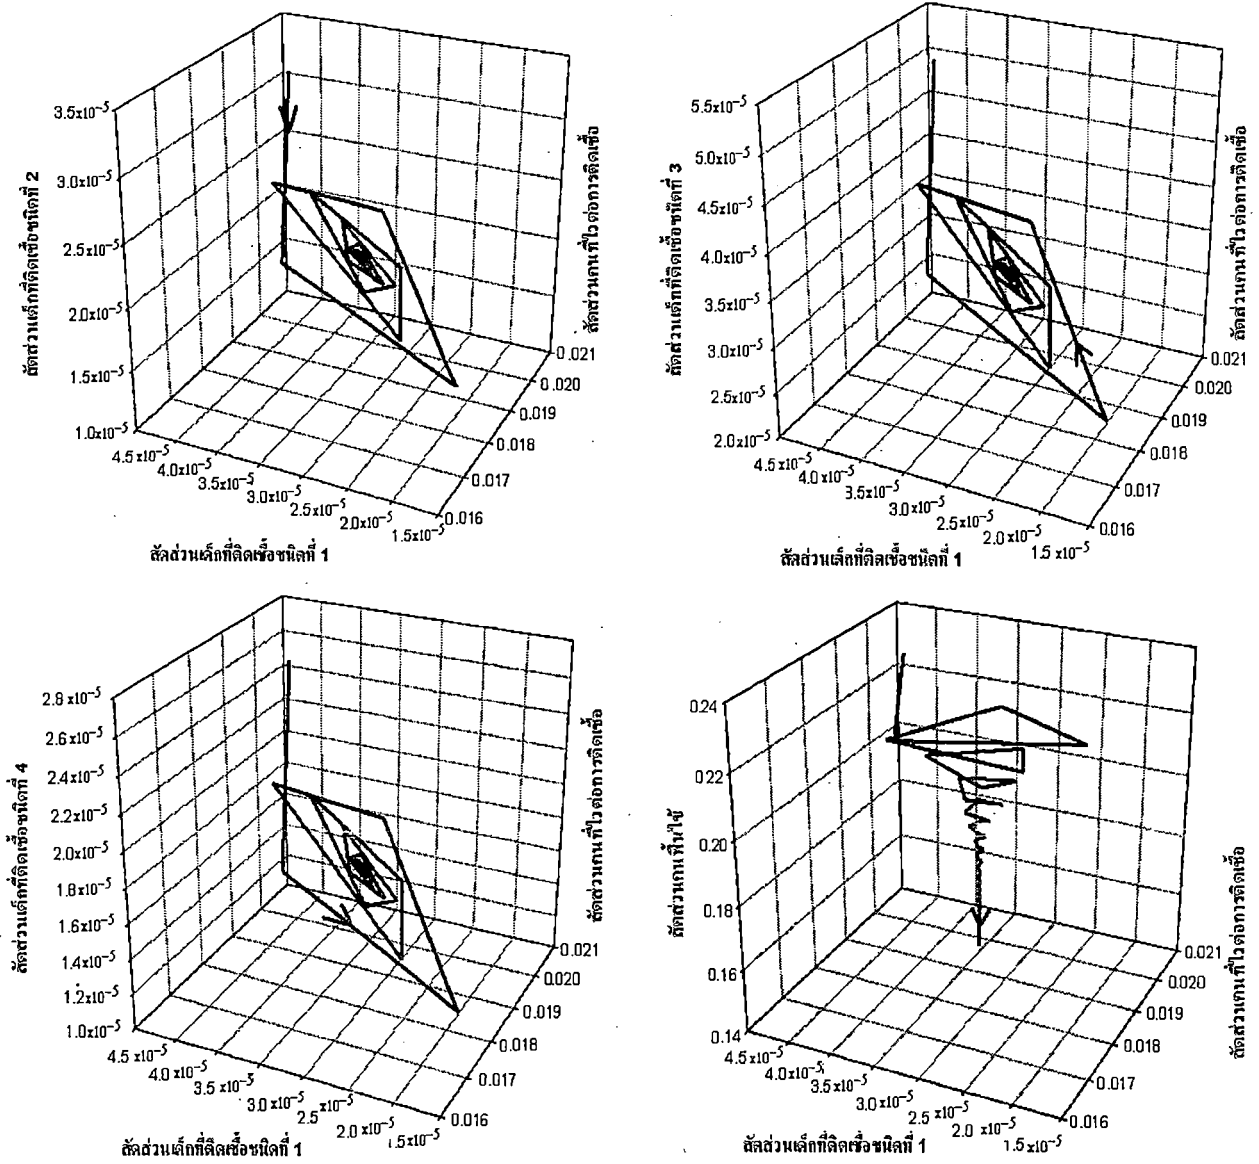 3.5x10⁻⁵
3.0x10⁻⁵
2.5x10⁻⁵
2.0x10⁻⁵
1.5x10⁻⁵
1.0x10⁻⁵
สัดส่วนเด็กที่ติดเชื้อชนิดที่ 2
4.5x10⁻⁵
4.0x10⁻⁵
3.5x10⁻⁵
3.0x10⁻⁵
2.5x10⁻⁵
2.0x10⁻⁵
1.5x10⁻⁵
สัดส่วนเด็กที่ติดเชื้อชนิดที่ 1
0.021
0.020
0.019
0.018
0.017
0.016
สัดส่วนคนที่ไวต่อการติดเชื้อ
5.5x10⁻⁵
5.0x10⁻⁵
4.5x10⁻⁵
4.0x10⁻⁵
3.5x10⁻⁵
3.0x10⁻⁵
2.5x10⁻⁵
2.0x10⁻⁵
สัดส่วนเด็กที่ติดเชื้อชนิดที่ 3
4.5x10⁻⁵
4.0x10⁻⁵
3.5x10⁻⁵
3.0x10⁻⁵
2.5x10⁻⁵
2.0x10⁻⁵
1.5x10⁻⁵
สัดส่วนเด็กที่ติดเชื้อชนิดที่ 1
0.021
0.020
0.019
0.018
0.017
0.016
สัดส่วนคนที่ไวต่อการติดเชื้อ
2.8x10⁻⁵
2.6x10⁻⁵
2.4x10⁻⁵
2.2x10⁻⁵
2.0x10⁻⁵
1.8x10⁻⁵
1.6x10⁻⁵
1.4x10⁻⁵
1.2x10⁻⁵
1.0x10⁻⁵
สัดส่วนเด็กที่ติดเชื้อชนิดที่ 4
4.5x10⁻⁵
4.0x10⁻⁵
3.5x10⁻⁵
3.0x10⁻⁵
2.5x10⁻⁵
2.0x10⁻⁵
1.5x10⁻⁵
สัดส่วนเด็กที่ติดเชื้อชนิดที่ 1
0.021
0.020
0.019
0.018
0.017
0.016
สัดส่วนคนที่ไวต่อการติดเชื้อ
0.24
0.22
0.20
0.18
0.16
0.14
สัดส่วนคนฟื้นไข้
4.5x10⁻⁵
4.0x10⁻⁵
3.5x10⁻⁵
3.0x10⁻⁵
2.5x10⁻⁵
2.0x10⁻⁵
1.5x10⁻⁵
สัดส่วนเด็กที่ติดเชื้อชนิดที่ 1
0.021
0.020
0.019
0.018
0.017
0.016
สัดส่วนคนที่ไวต่อการติดเชื้อ